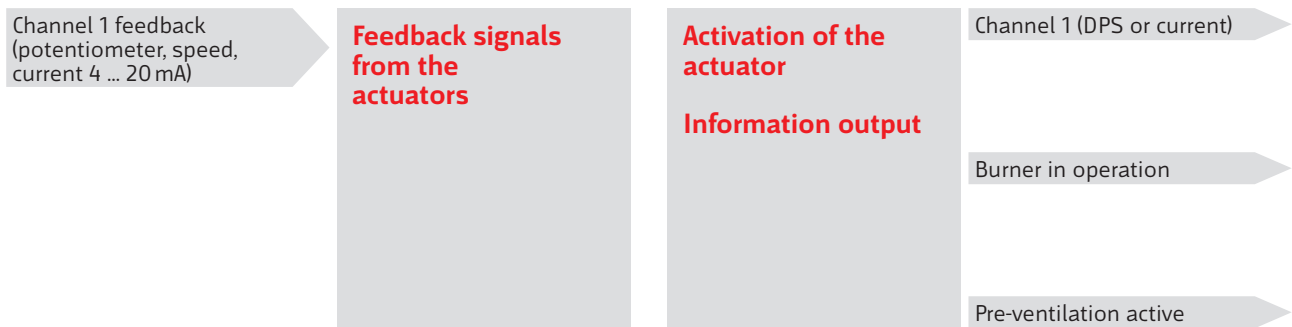 Channel 1 feedback
(potentiometer, speed,
current 4 ... 20 mA)
Feedback signals
from the
actuators
Activation of the
actuator
Information output
Channel 1 (DPS or current)
Burner in operation
Pre-ventilation active